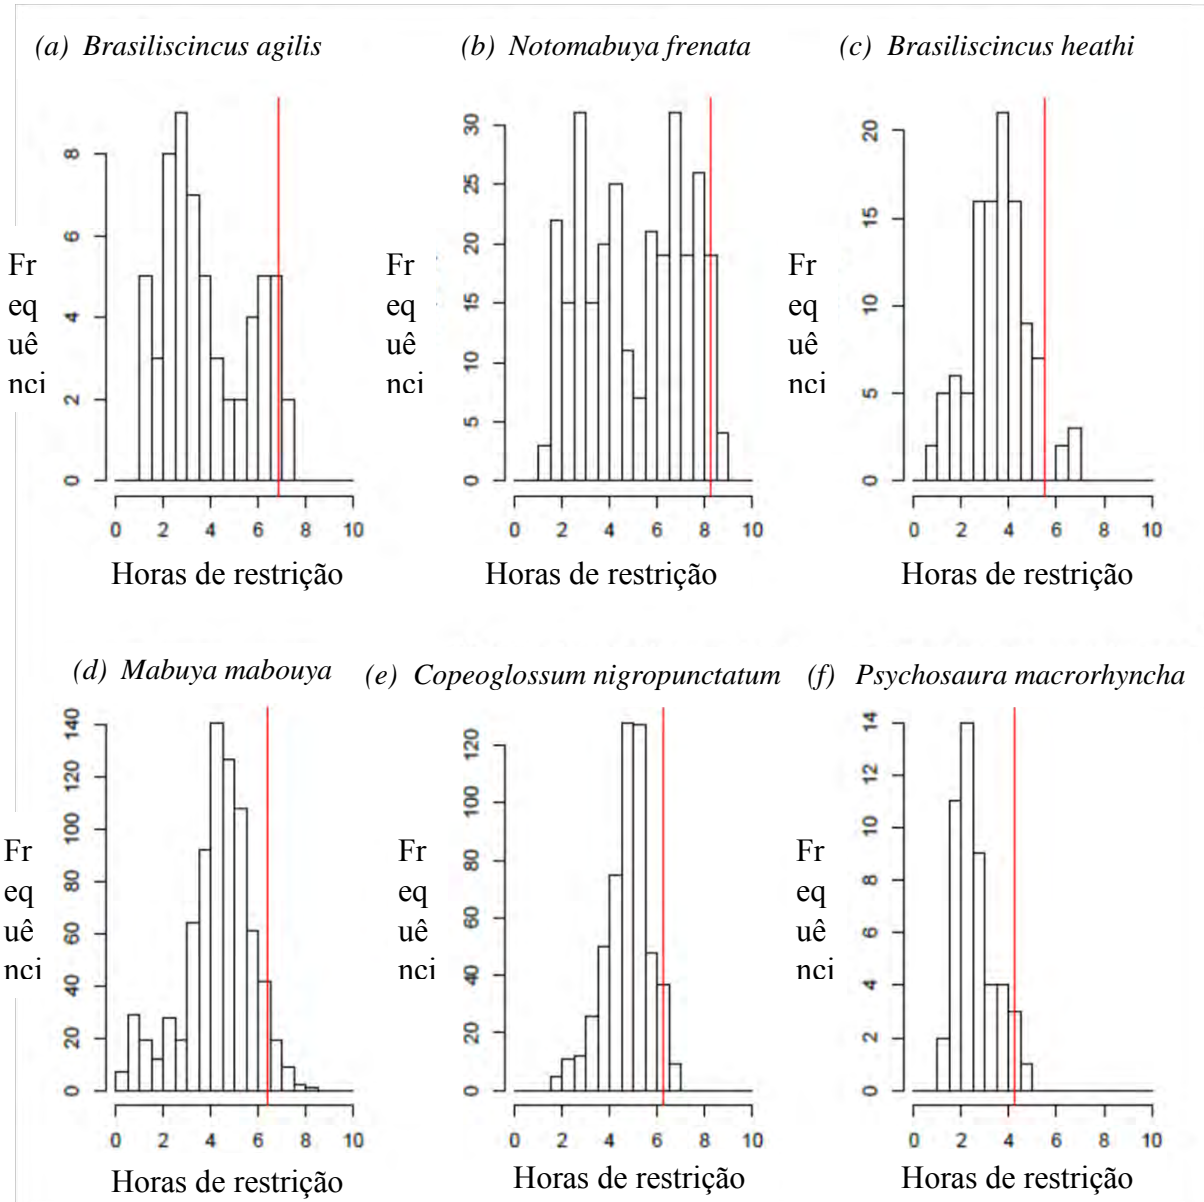 (a) Brasiliscincus agilis
(b) Notomabuya frenata
(c) Brasiliscincus heathi
8
6
4
2
0
Fr
eq
uê
nci
0 2 4 6 8 10
Horas de restrição
30
25
20
15
10
5
0
Fr
eq
uê
nci
0 2 4 6 8 10
Horas de restrição
20
15
10
5
0
Fr
eq
uê
nci
0 2 4 6 8 10
Horas de restrição
(d) Mabuya mabouya
(e) Copeoglossum nigropunctatum
(f) Psychosaura macrorhyncha
140
120
100
80
60
40
20
0
Fr
eq
uê
nci
0 2 4 6 8 10
Horas de restrição
120
100
80
60
40
20
0
Fr
eq
uê
nci
0 2 4 6 8 10
Horas de restrição
14
12
10
8
6
4
2
0
Fr
eq
uê
nci
0 2 4 6 8 10
Horas de restrição